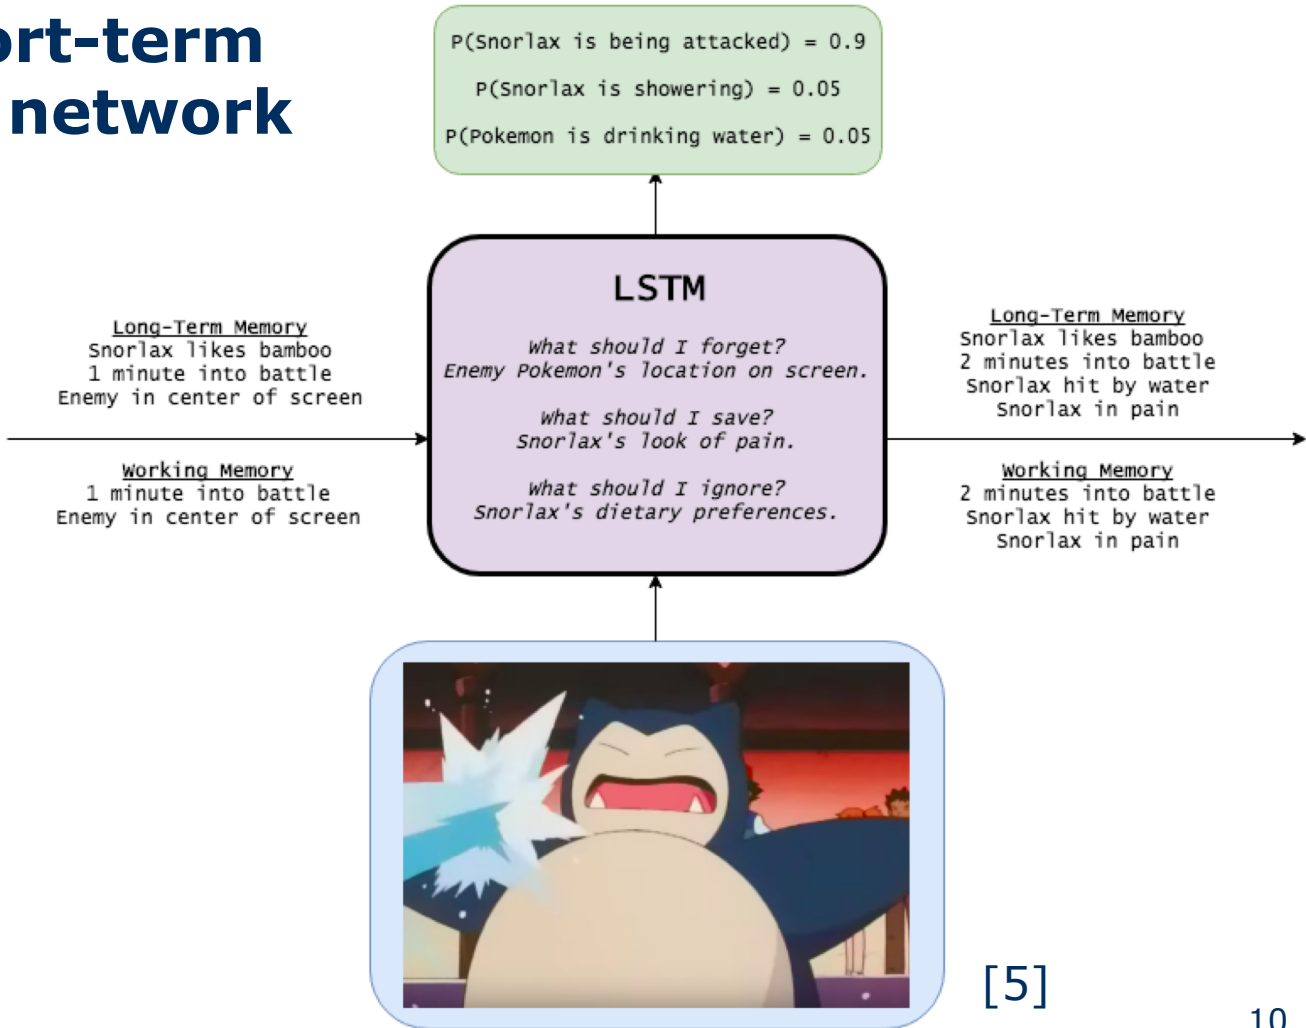 ort-term
network
P(Snorlax is being attacked) = 0.9
P(Snorlax is showering) = 0.05
P(Pokemon is drinking water) = 0.05
LSTM
What should I forget?
Enemy Pokemon's location on screen.
What should I save?
Snorlax's look of pain.
What should I ignore?
Snorlax's dietary preferences.
Long-Term Memory
Snorlax likes bamboo
1 minute into battle
Enemy in center of screen
Working Memory
1 minute into battle
Enemy in center of screen
Long-Term Memory
Snorlax likes bamboo
2 minutes into battle
Snorlax hit by water
Snorlax in pain
Working Memory
2 minutes into battle
Snorlax hit by water
Snorlax in pain
[5]
10